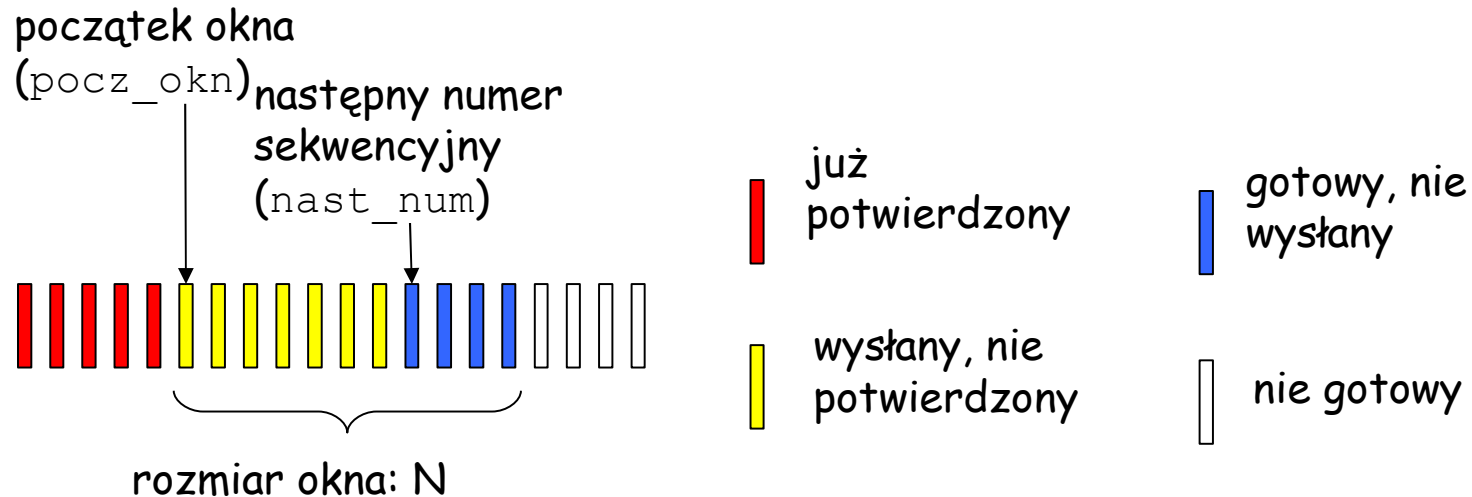 początek okna
(pocz_okn)
następny numer
sekwencyjny
(nast_num)
rozmiar okna: N
już
potwierdzony
wysłany, nie
potwierdzony
gotowy, nie
wysłany
nie gotowy